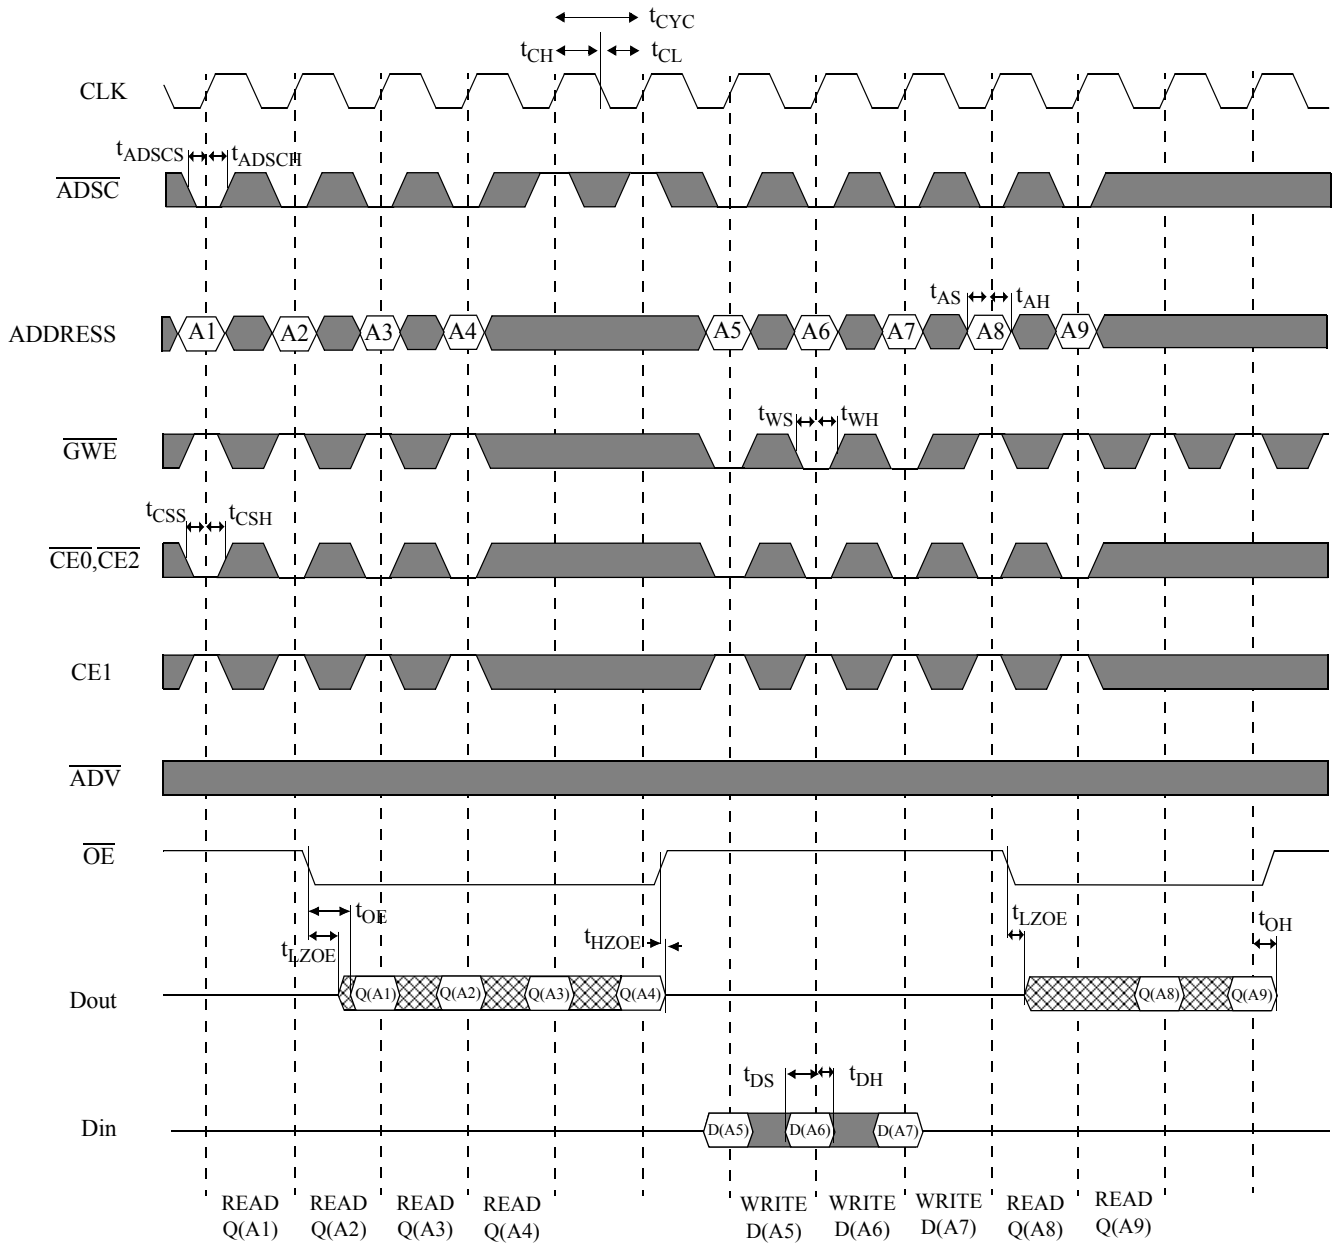 tCYC
tCH tCL
CLK
tADSCS tADSCH
ADSC
tAS tAH
ADDRESS A1 A2 A3 A4 A5 A6 A7 A8 A9
tWS tWH
GWE
tCSS tCSH
CE0,CE2
CE1
ADV
OE
tOE tLZOE tHZOE tLZOE tOH
Dout Q(A1) Q(A2) Q(A3) Q(A4) Q(A8) Q(A9)
tDS tDH
Din D(A5) D(A6) D(A7)
READ READ READ READ WRITE WRITE WRITE READ READ
Q(A1) Q(A2) Q(A3) Q(A4) D(A5) D(A6) D(A7) Q(A8) Q(A9)